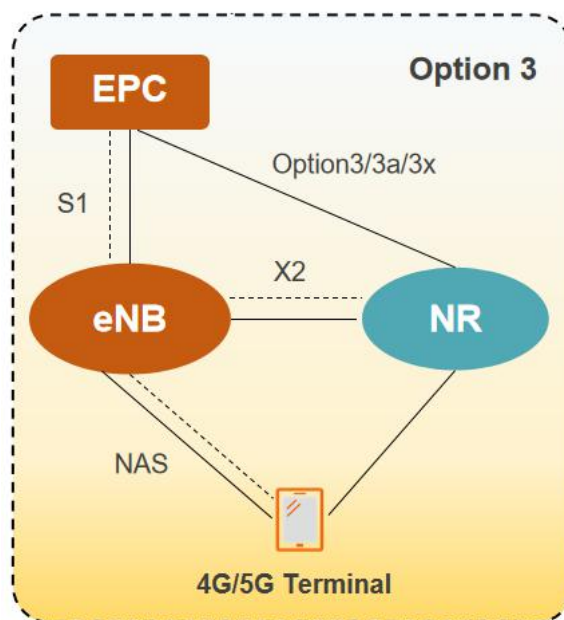 EPC
Option 3
Option3/3a/3x
S1
X2
eNB
NR
NAS
4G/5G Terminal